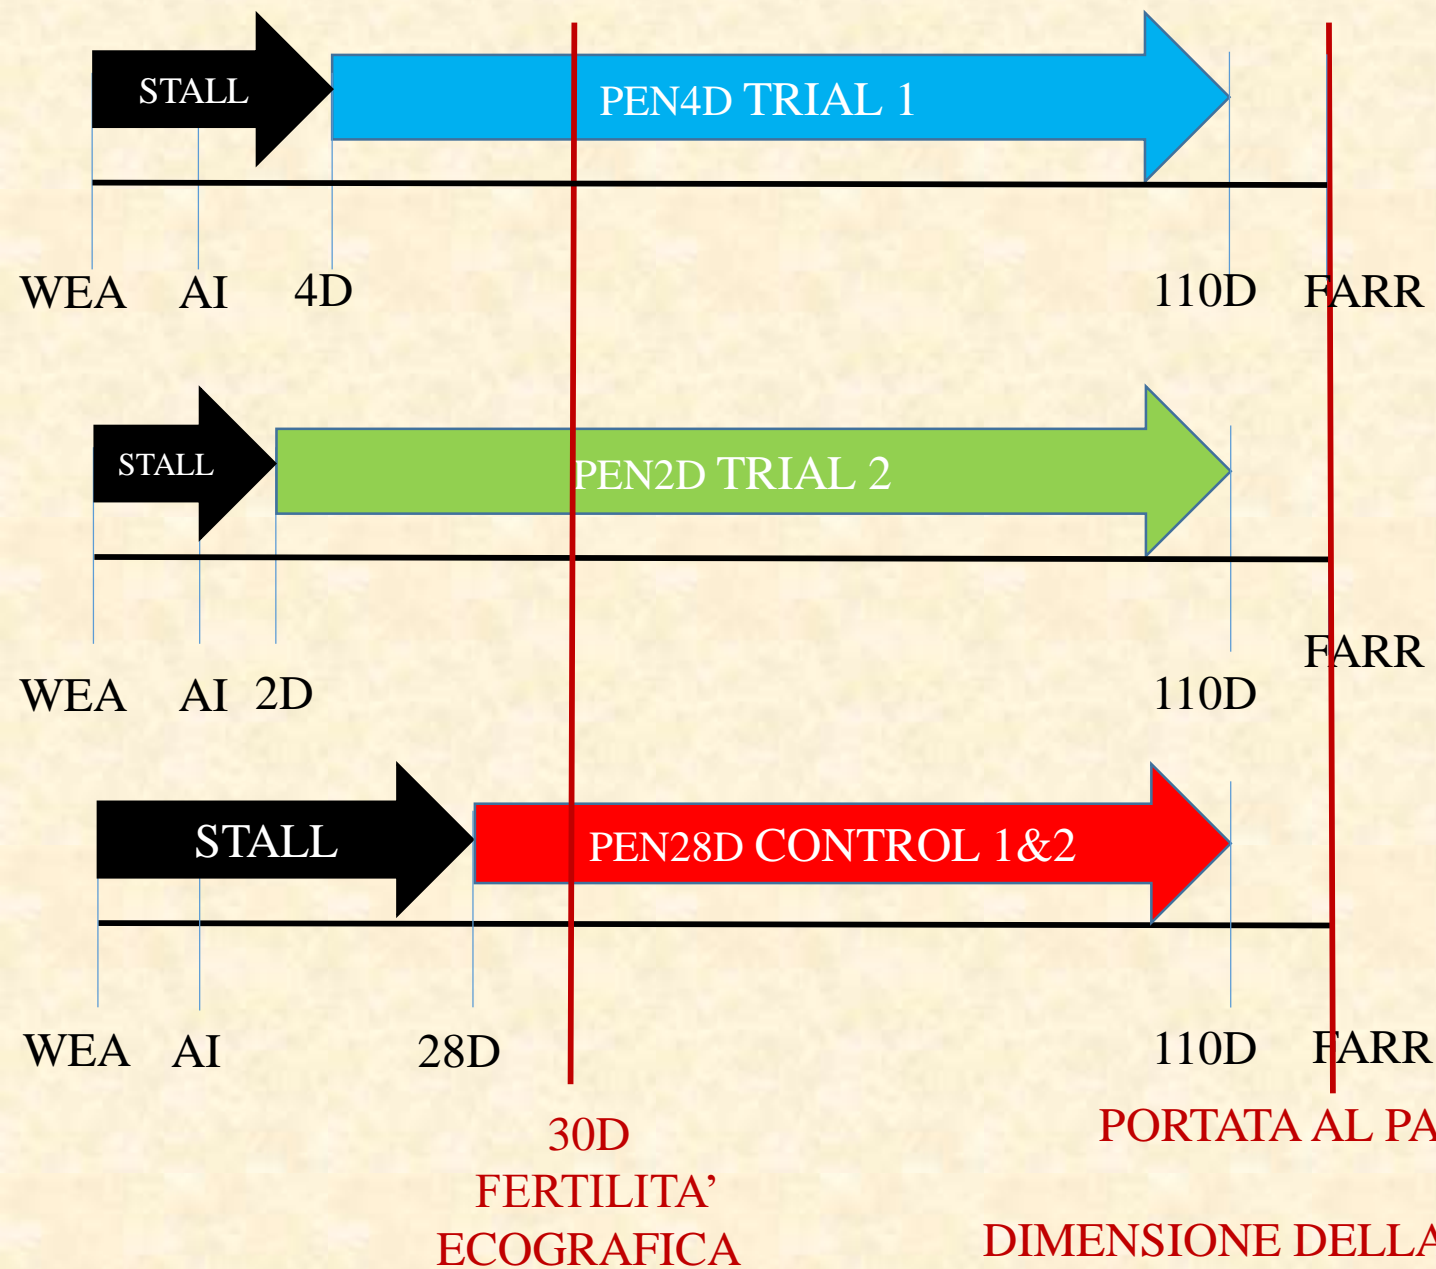 STALL
PEN4D TRIAL 1
WEA AI 4D 110D FARR
STALL
PEN2D TRIAL 2
FARR
WEA AI 2D 110D
STALL
PEN28D CONTROL 1&2
WEA AI 28D 110D FARR
30D
FERTILITA’
ECOGRAFICA
PORTATA AL PA
DIMENSIONE DELLA